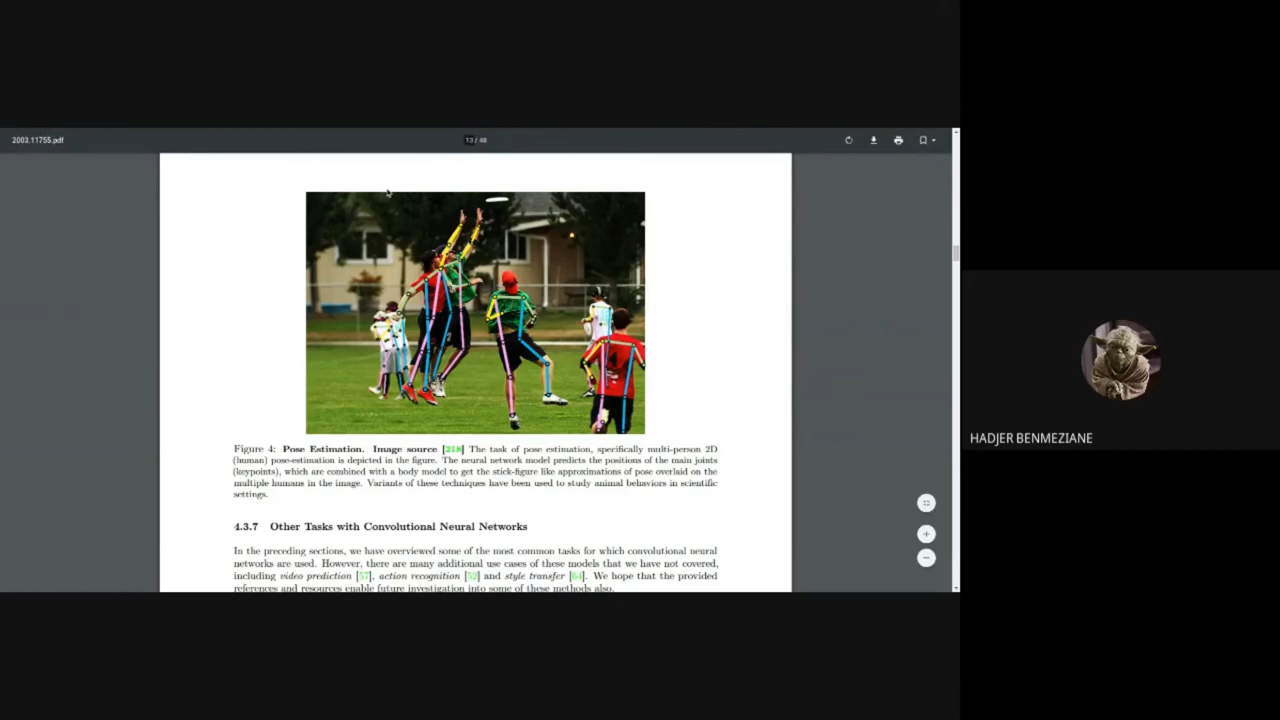 2003.11755.pdf
13 / 48
Figure 4: Pose Estimation. Image source [218] The task of pose estimation, specifically multi-person 2D
(human) pose-estimation is depicted in the figure. The neural network model predicts the positions of the main joints
(keypoints), which are combined with a body model to get the stick-figure like approximations of pose overlaid on the
multiple humans in the image. Variants of these techniques have been used to study animal behaviors in scientific
settings.
4.3.7 Other Tasks with Convolutional Neural Networks
In the preceding sections, we have overviewed some of the most common tasks for which convolutional neural
networks are used. However, there are many additional use cases of these models that we have not covered,
including video prediction [57], action recognition [52] and style transfer [64]. We hope that the provided
references and resources enable future investigation into some of these methods also.
HADJER BENMEZIANE